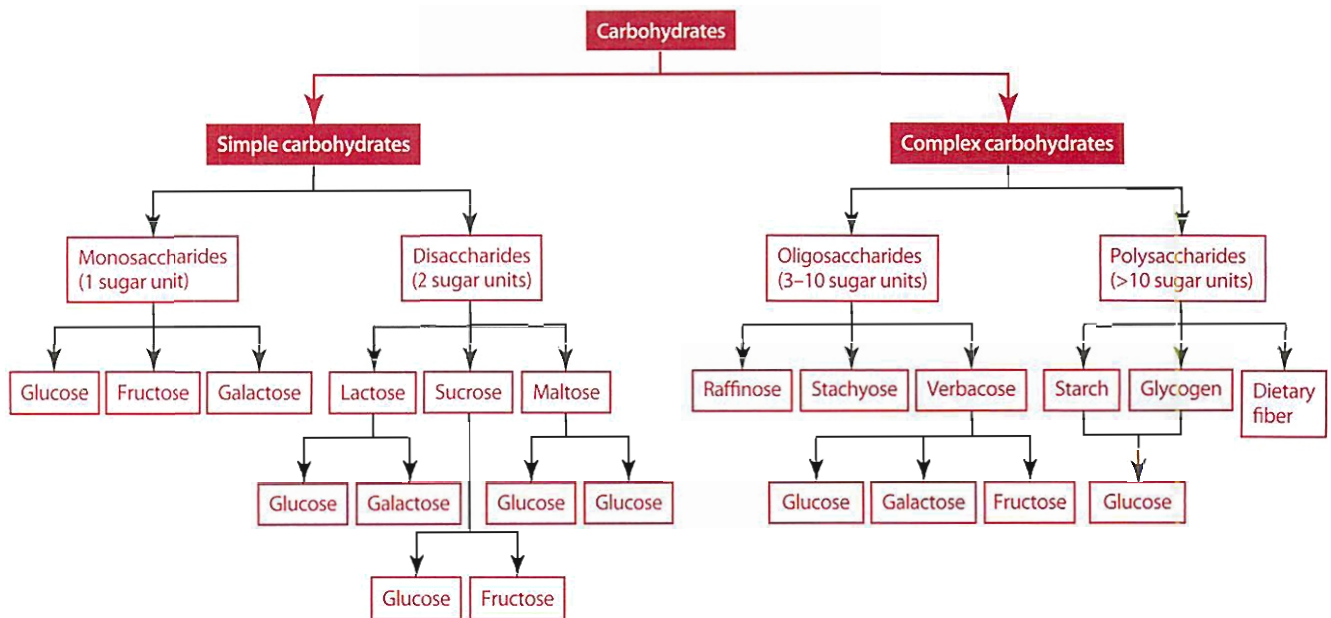 Carbohydrates
Simple carbohydrates
Complex carbohydrates
Monosaccharides
(1 sugar unit)
Disaccharides
(2 sugar units)
Oligosaccharides
(3–10 sugar units)
Polysaccharides
(>10 sugar units)
Glucose
Fructose
Galactose
Lactose
Sucrose
Maltose
Raffinose
Stachyose
Verbacose
Starch
Glycogen
Dietary
fiber
Glucose
Galactose
Glucose
Glucose
Glucose
Galactose
Fructose
Glucose
Glucose
Fructose